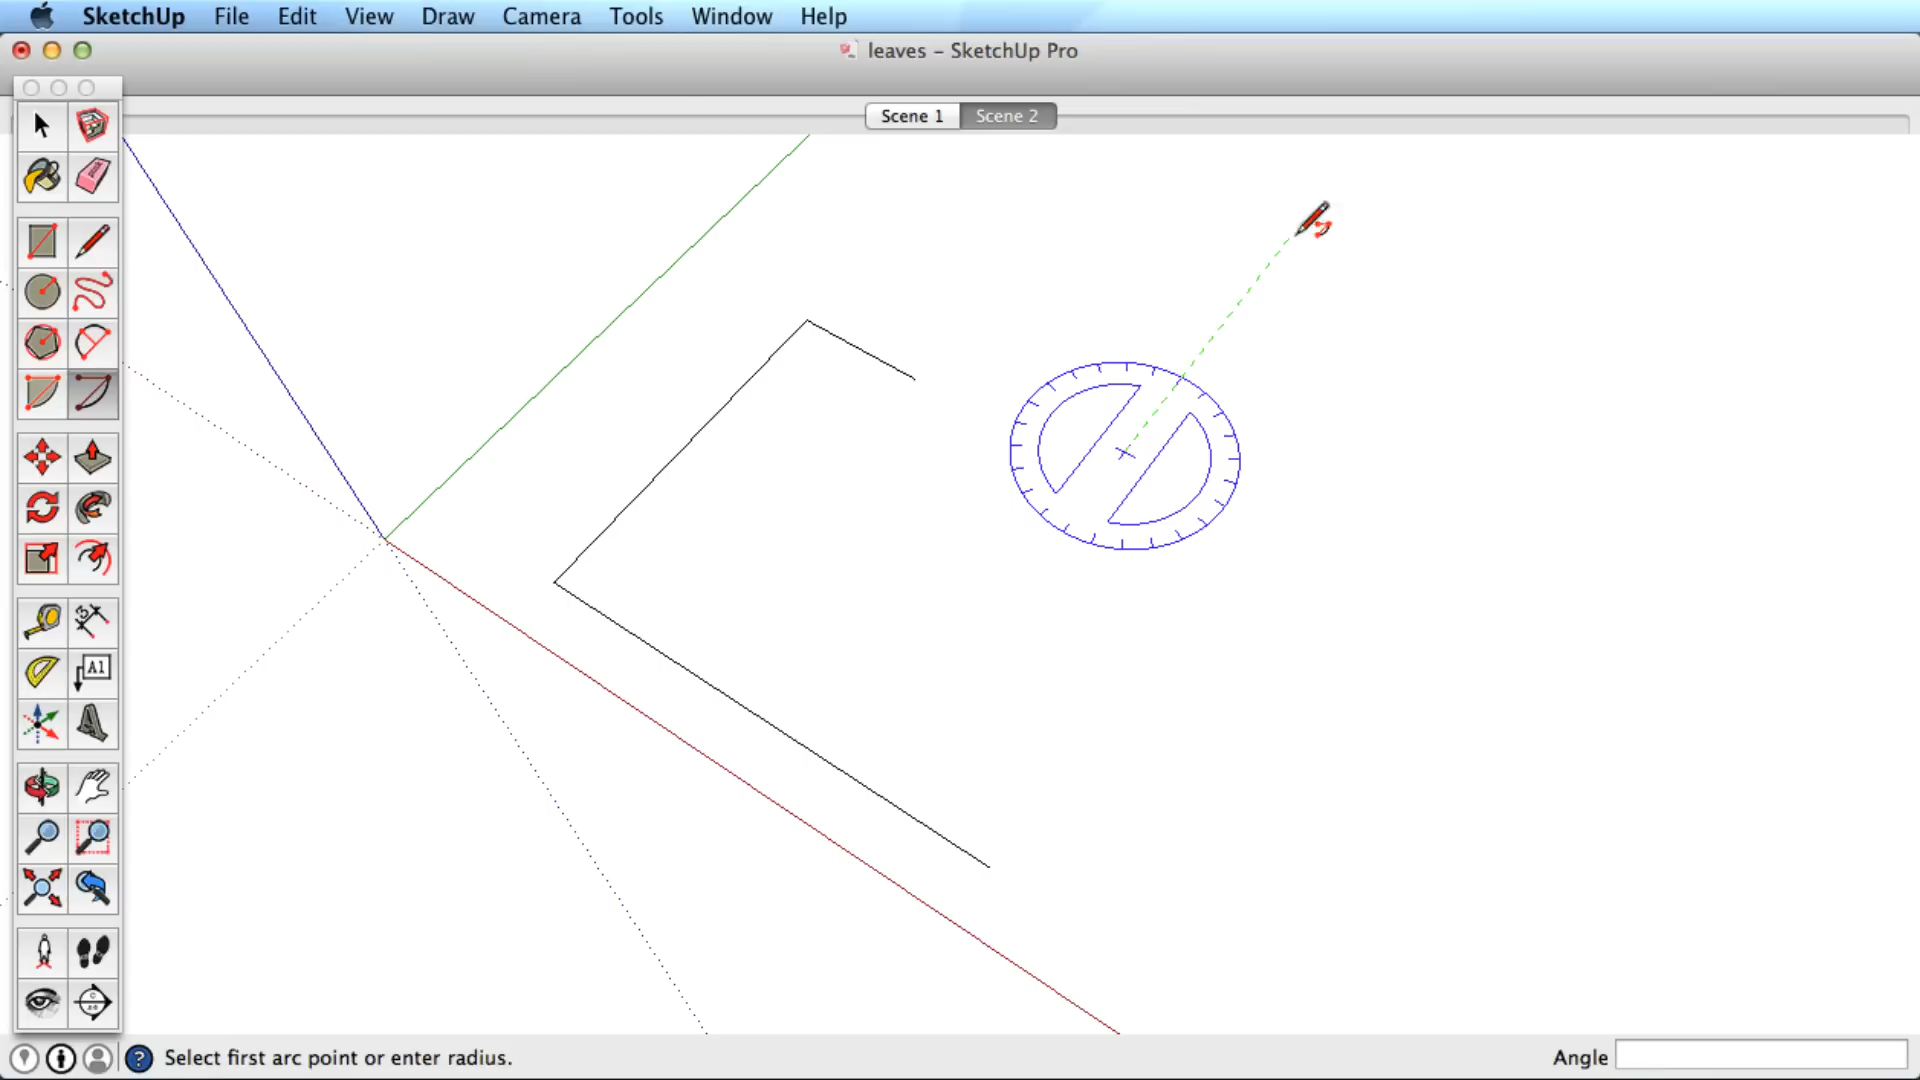 SketchUp File Edit View Draw Camera Tools Window Help
leaves – SketchUp Pro
Scene 1 Scene 2
A1
Select first arc point or enter radius.
Angle